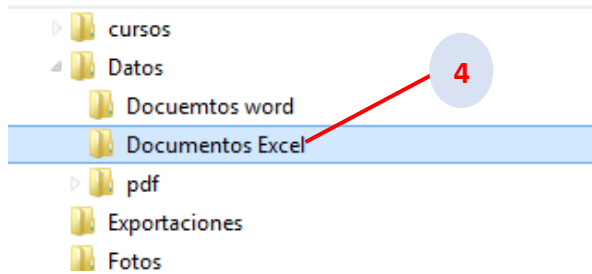 cursos
Datos
4
Docuemtos word
Documentos Excel
pdf
Exportaciones
Fotos